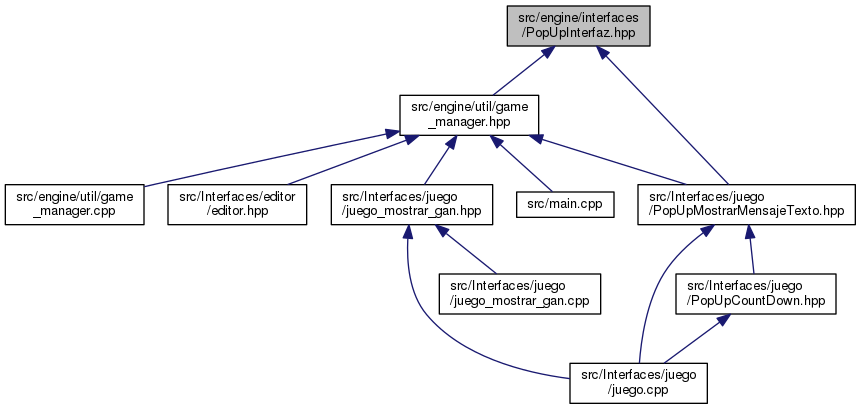 src/engine/interfaces
/PopUpInterfaz.hpp
src/engine/util/game
_manager.hpp
src/engine/util/game
_manager.cpp
src/Interfaces/editor
/editor.hpp
src/Interfaces/juego
/juego_mostrar_gan.hpp
src/main.cpp
src/Interfaces/juego
/PopUpMostrarMensajeTexto.hpp
src/Interfaces/juego
/juego_mostrar_gan.cpp
src/Interfaces/juego
/PopUpCountDown.hpp
src/Interfaces/juego
/juego.cpp